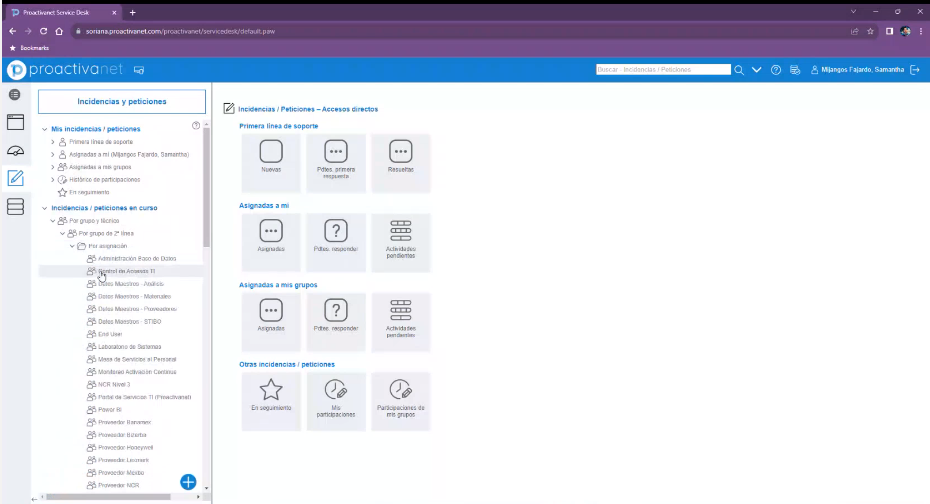 Proactivanet Service Desk
soriana.proactivanet.com/proactivanet/servicedesk/default.paw
Bookmarks
proactivanet
Buscar - Incidencias / Peticiones
Mijangos Fajardo, Samantha
Incidencias y peticiones
Mis incidencias / peticiones
Primera línea de soporte
Asignadas a mí (Mijangos Fajardo, Samantha)
Asignadas a mis grupos
Histórico de participaciones
En seguimiento
Incidencias / peticiones en curso
Por grupo y técnico
Por grupo de 2ª línea
Por asignación
Administración Base de Datos
Control de Accesos TI
Datos Maestros - Análisis
Datos Maestros - Materiales
Datos Maestros - Proveedores
Datos Maestros - STIBO
End User
Laboratorio de Sistemas
Mesa de Servicios al Personal
Monitoreo Activación Continua
NCR Nivel 3
Portal de Servicios TI (Proactivanet)
Power BI
Proveedor Banamex
Proveedor Honeywell
Proveedor Lexmark
Proveedor NCR
Incidencias / Peticiones – Accesos directos
Primera línea de soporte
Nuevas
Pdtes. primera respuesta
Resueltas
Asignadas a mí
Asignadas
Pdtes. responder
Actividades pendientes
Asignadas a mis grupos
Asignadas
Pdtes. responder
Actividades pendientes
Otras incidencias / peticiones
En seguimiento
Mis participaciones
Participaciones de mis grupos